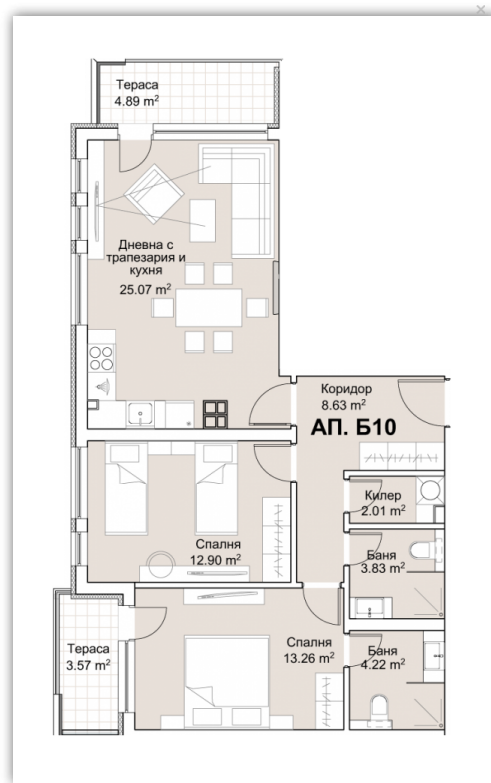 Тераса
4.89 m²
Дневна с
трапезария и
кухня
25.07 m²
Коридор
8.63 m²
АП. Б10
Килер
2.01 m²
Баня
3.83 m²
Спалня
12.90 m²
Тераса
3.57 m²
Спалня
13.26 m²
Баня
4.22 m²